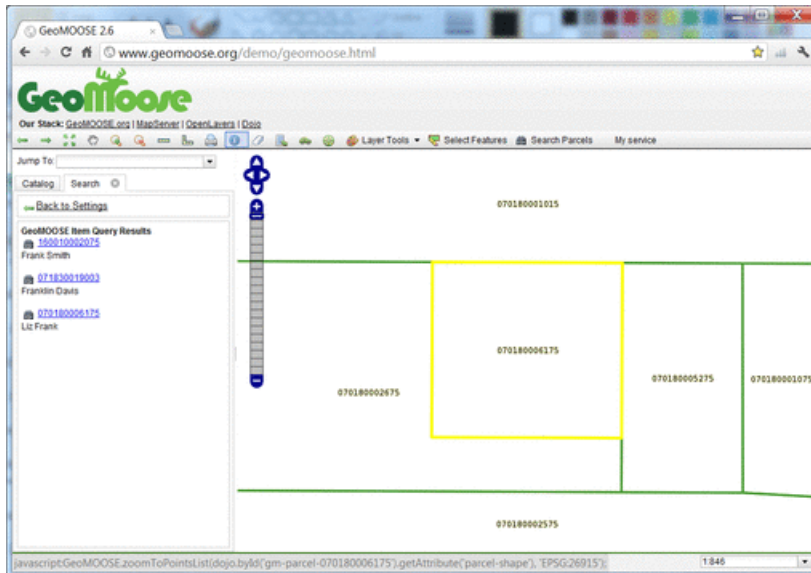 GeoMOOSE 2.6
www.geomoose.org/demo/geomoose.html
GeoMoose
Our Stack: GeoMOOSE.org | MapServer | OpenLayers | Dojo
Layer Tools Select Features Search Parcels My service
Jump To:
Catalog Search
Back to Settings
GeoMOOSE Item Query Results
160010002075
Frank Smith
071830019003
Franklin Davis
070180006175
Liz Frank
070180001015
070180006175
070180002675
070180005275
070180001075
070180002575
javascript:GeoMOOSE.zoomToPointsList(dojo.byId('gm-parcel-070180006175').getAttribute('parcel-shape'), 'EPSG:26915');
1:846